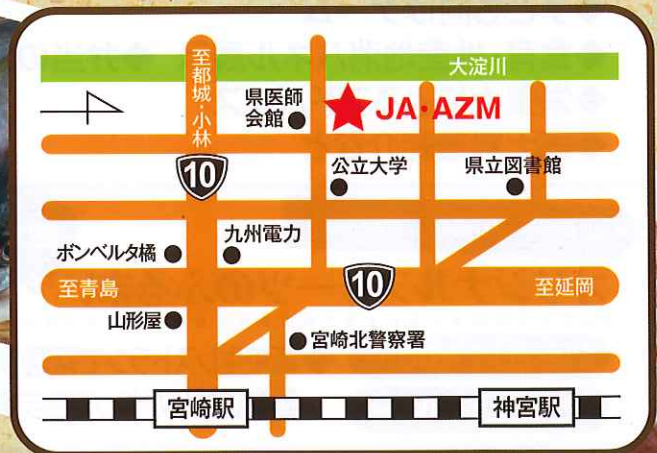 大淀川
至都城・小林
県医師
会館
JA・AZM
10
公立大学
県立図書館
ボンベルタ橘
九州電力
至青島
10
至延岡
山形屋
宮崎北警察署
宮崎駅
神宮駅